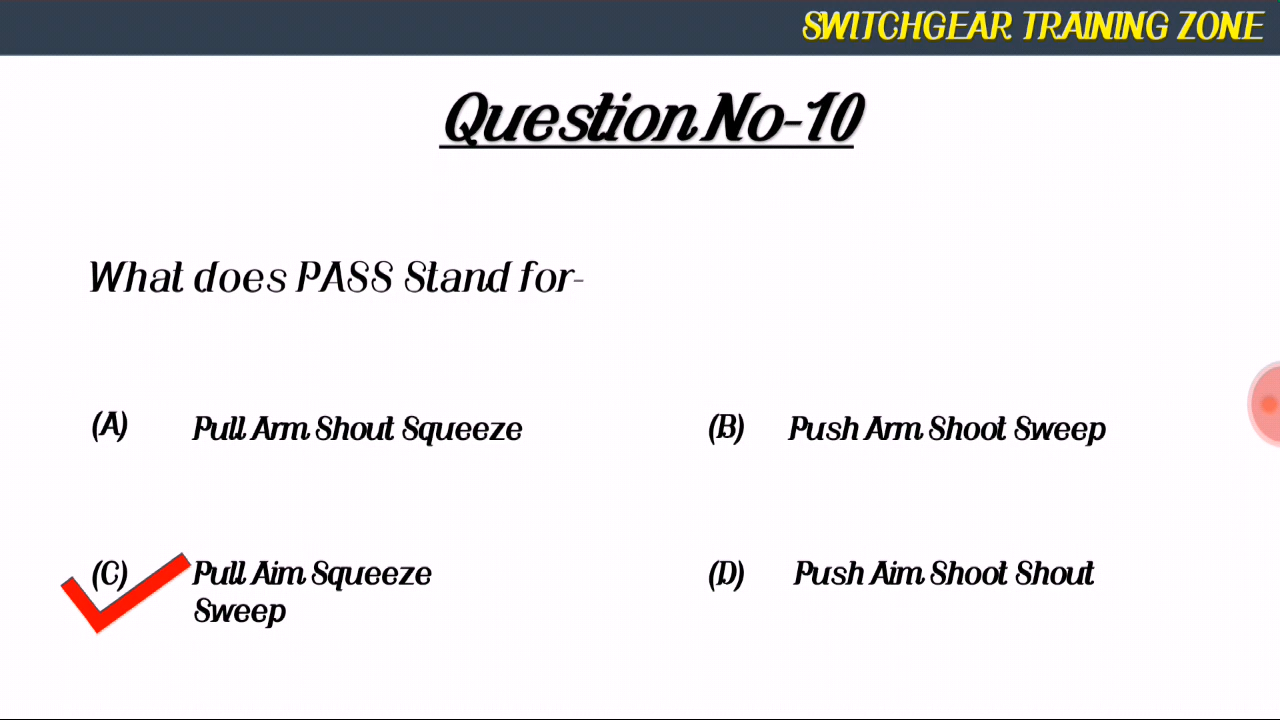 SWITCHGEAR TRAINING ZONE
Question No-10
What does PASS Stand for-
(A) Pull Arm Shout Squeeze
(B) Push Arm Shoot Sweep
(C) Pull Aim Squeeze
Sweep
(D) Push Aim Shoot Shout